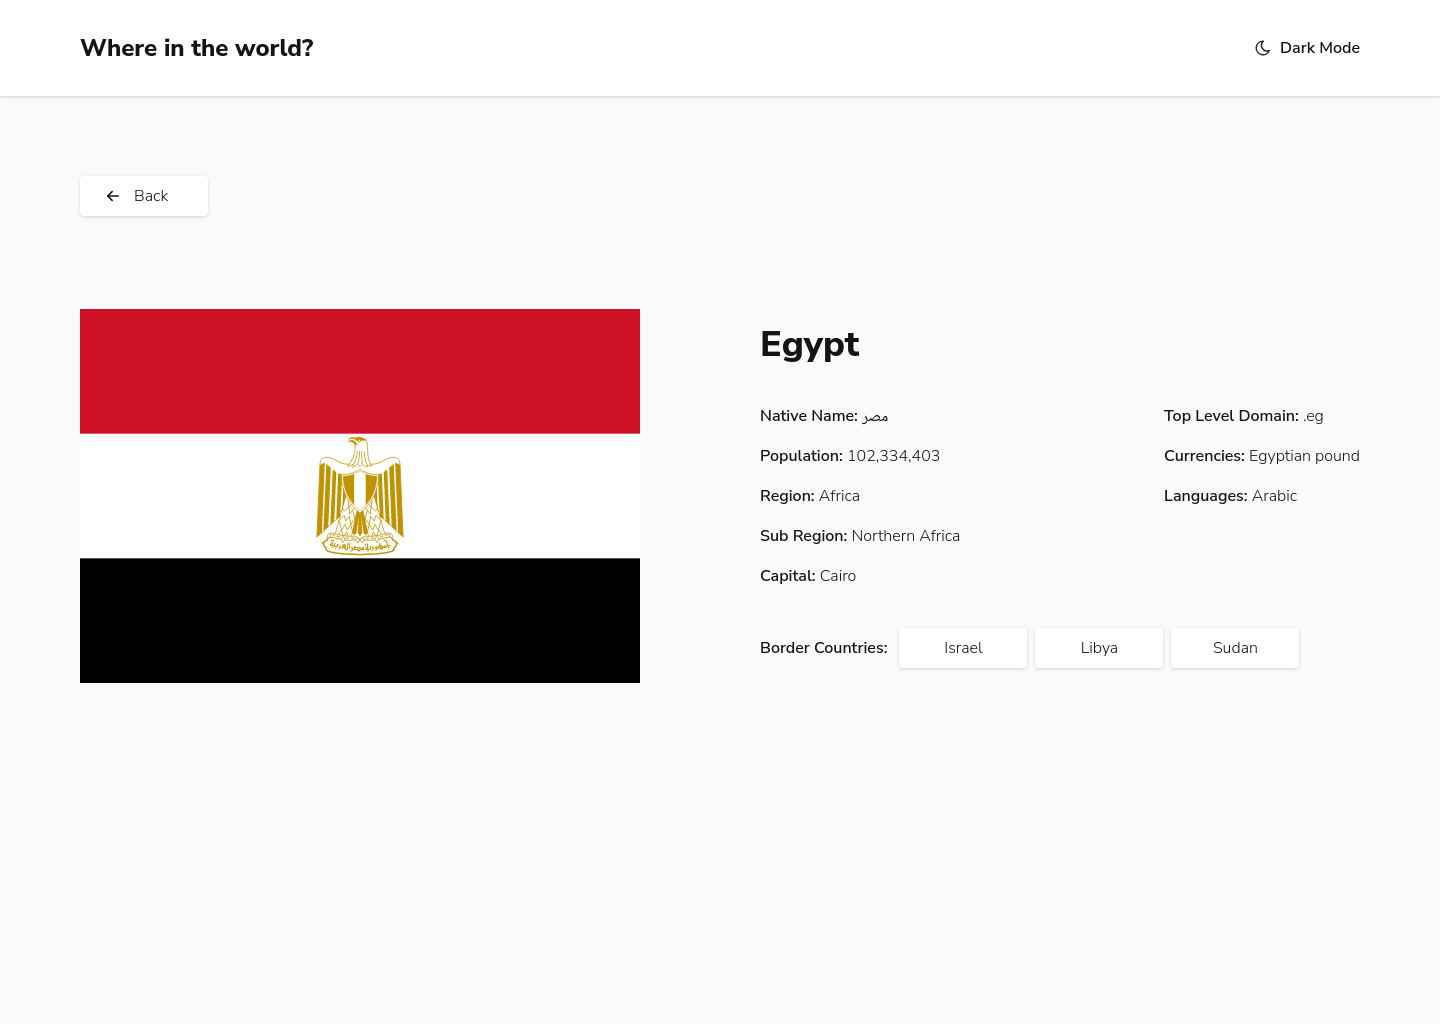 Where in the world?
Dark Mode
Back
Egypt
Native Name: مصر
Population: 102,334,403
Region: Africa
Sub Region: Northern Africa
Capital: Cairo
Top Level Domain: .eg
Currencies: Egyptian pound
Languages: Arabic
Border Countries: Israel Libya Sudan
جمهورية مصر العربية